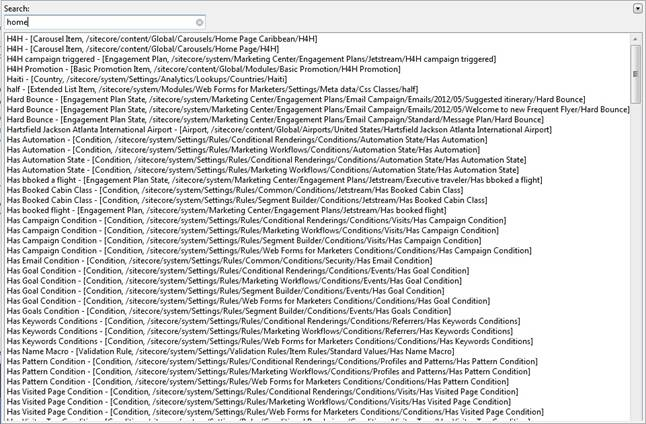 Search:
home
H4H - [Carousel Item, /sitecore/content/Global/Carousels/Home Page Caribbean/H4H]
H4H - [Carousel Item, /sitecore/content/Global/Carousels/Home Page/H4H]
H4H campaign triggered - [Engagement Plan, /sitecore/system/Marketing Center/Engagement Plans/Jetstream/H4H campaign triggered]
H4H Promotion - [Basic Promotion Item, /sitecore/content/Global/Modules/Basic Promotion/H4H Promotion]
Haiti - [Country, /sitecore/system/Settings/Analytics/Lookups/Countries/Haiti]
half - [Extended List Item, /sitecore/system/Modules/Web Forms for Marketers/Settings/Meta data/Css Classes/half]
Hard Bounce - [Engagement Plan State, /sitecore/system/Marketing Center/Engagement Plans/Email Campaign/Emails/2012/05/Suggested itinerary/Hard Bounce]
Hard Bounce - [Engagement Plan State, /sitecore/system/Marketing Center/Engagement Plans/Email Campaign/Emails/2012/05/Welcome to new Frequent Flyer/Hard Bounce]
Hard Bounce - [Engagement Plan State, /sitecore/system/Marketing Center/Engagement Plans/Email Campaign/Standard/Message Plan/Hard Bounce]
Hartsfield Jackson Atlanta International Airport - [Airport, /sitecore/content/Global/Airports/United States/Hartsfield Jackson Atlanta International Airport]
Has Automation - [Condition, /sitecore/system/Settings/Rules/Conditional Renderings/Conditions/Automation State/Has Automation]
Has Automation - [Condition, /sitecore/system/Settings/Rules/Marketing Workflows/Conditions/Automation State/Has Automation]
Has Automation State - [Condition, /sitecore/system/Settings/Rules/Conditional Renderings/Conditions/Automation State/Has Automation State]
Has Automation State - [Condition, /sitecore/system/Settings/Rules/Marketing Workflows/Conditions/Automation State/Has Automation State]
Has bboked a flight - [Engagement Plan State, /sitecore/system/Marketing Center/Engagement Plans/Jetstream/Executive traveler/Has bboked a flight]
Has Booked Cabin Class - [Condition, /sitecore/system/Settings/Rules/Common/Conditions/Jetstream/Has Booked Cabin Class]
Has Booked Cabin Class - [Condition, /sitecore/system/Settings/Rules/Segment Builder/Conditions/Jetstream/Has Booked Cabin Class]
Has booked flight - [Engagement Plan, /sitecore/system/Marketing Center/Engagement Plans/Jetstream/Has booked flight]
Has Campaign Condition - [Condition, /sitecore/system/Settings/Rules/Conditional Renderings/Conditions/Visits/Has Campaign Condition]
Has Campaign Condition - [Condition, /sitecore/system/Settings/Rules/Marketing Workflows/Conditions/Visits/Has Campaign Condition]
Has Campaign Condition - [Condition, /sitecore/system/Settings/Rules/Segment Builder/Conditions/Visits/Has Campaign Condition]
Has Campaign Condition - [Condition, /sitecore/system/Settings/Rules/Web Forms for Marketers Conditions/Conditions/Has Campaign Condition]
Has Email Condition - [Condition, /sitecore/system/Settings/Rules/Common/Conditions/Security/Has Email Condition]
Has Goal Condition - [Condition, /sitecore/system/Settings/Rules/Conditional Renderings/Conditions/Events/Has Goal Condition]
Has Goal Condition - [Condition, /sitecore/system/Settings/Rules/Marketing Workflows/Conditions/Events/Has Goal Condition]
Has Goal Condition - [Condition, /sitecore/system/Settings/Rules/Segment Builder/Conditions/Events/Has Goal Condition]
Has Goal Condition - [Condition, /sitecore/system/Settings/Rules/Web Forms for Marketers Conditions/Conditions/Has Goal Condition]
Has Goals Condition - [Condition, /sitecore/system/Settings/Rules/Segment Builder/Conditions/Events/Has Goals Condition]
Has Keywords Conditions - [Condition, /sitecore/system/Settings/Rules/Conditional Renderings/Conditions/Referrers/Has Keywords Conditions]
Has Keywords Conditions - [Condition, /sitecore/system/Settings/Rules/Marketing Workflows/Conditions/Referrers/Has Keywords Conditions]
Has Keywords Conditions - [Condition, /sitecore/system/Settings/Rules/Web Forms for Marketers Conditions/Conditions/Has Keywords Conditions]
Has Name Macro - [Validation Rule, /sitecore/system/Settings/Validation Rules/Item Rules/Standard Values/Has Name Macro]
Has Pattern Condition - [Condition, /sitecore/system/Settings/Rules/Conditional Renderings/Conditions/Profiles and Patterns/Has Pattern Condition]
Has Pattern Condition - [Condition, /sitecore/system/Settings/Rules/Marketing Workflows/Conditions/Profiles and Patterns/Has Pattern Condition]
Has Pattern Condition - [Condition, /sitecore/system/Settings/Rules/Web Forms for Marketers Conditions/Conditions/Has Pattern Condition]
Has Visited Page Condition - [Condition, /sitecore/system/Settings/Rules/Conditional Renderings/Conditions/Visits/Has Visited Page Condition]
Has Visited Page Condition - [Condition, /sitecore/system/Settings/Rules/Marketing Workflows/Conditions/Visits/Has Visited Page Condition]
Has Visited Page Condition - [Condition, /sitecore/system/Settings/Rules/Web Forms for Marketers Conditions/Conditions/Has Visited Page Condition]